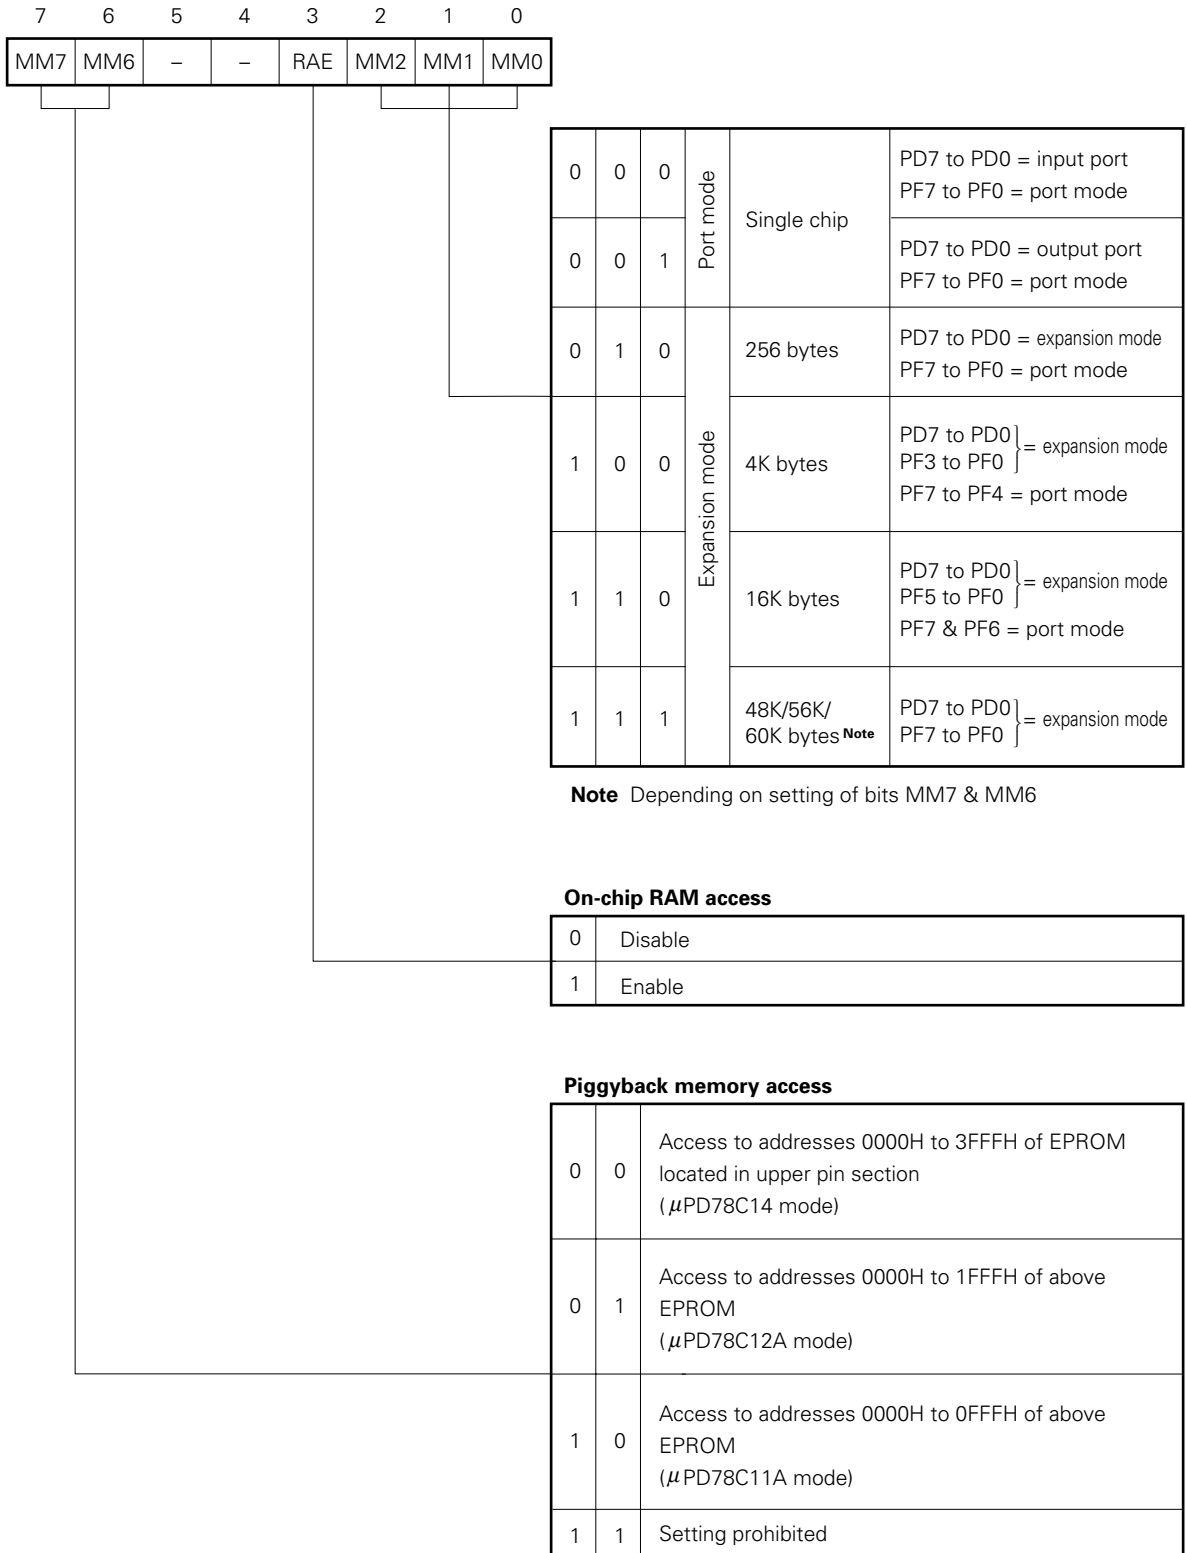 7 6 5 4 3 2 1 0
MM7 MM6 – – RAE MM2 MM1 MM0
0 0 0 Port mode Single chip PD7 to PD0 = input port
PF7 to PF0 = port mode
0 0 1 PD7 to PD0 = output port
PF7 to PF0 = port mode
0 1 0 Expansion mode 256 bytes PD7 to PD0 = expansion mode
PF7 to PF0 = port mode
1 0 0 4K bytes PD7 to PD0
PF3 to PF0 } = expansion mode
PF7 to PF4 = port mode
1 1 0 16K bytes PD7 to PD0
PF5 to PF0 } = expansion mode
PF7 & PF6 = port mode
1 1 1 48K/56K/
60K bytes Note PD7 to PD0
PF7 to PF0 } = expansion mode
Note Depending on setting of bits MM7 & MM6
On-chip RAM access
0 Disable
1 Enable
Piggyback memory access
0 0 Access to addresses 0000H to 3FFFH of EPROM
located in upper pin section
(μPD78C14 mode)
0 1 Access to addresses 0000H to 1FFFH of above
EPROM
(μPD78C12A mode)
1 0 Access to addresses 0000H to 0FFFH of above
EPROM
(μPD78C11A mode)
1 1 Setting prohibited